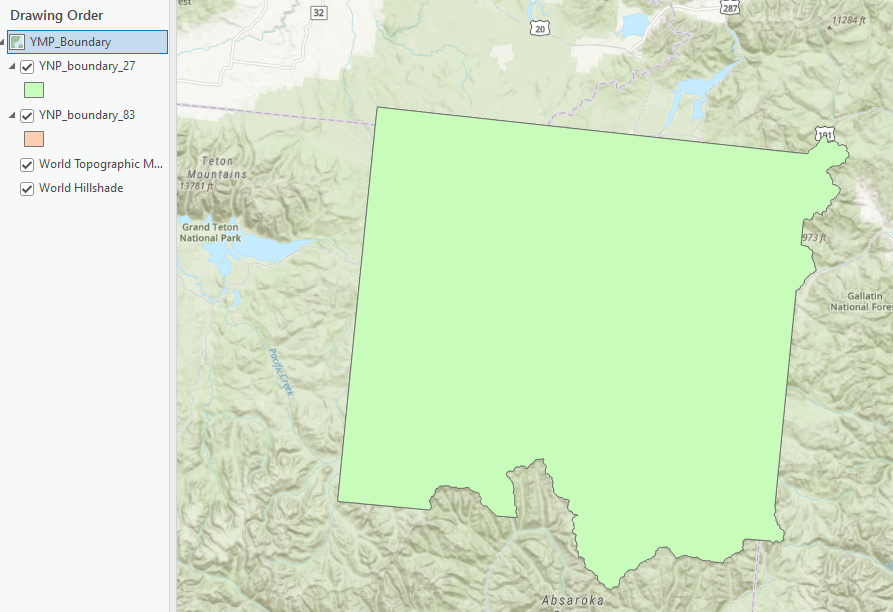 Drawing Order
YMP_Boundary
YNP_boundary_27
YNP_boundary_83
World Topographic M...
World Hillshade
est
32
20
287
11284 ft
191
Teton
Mountains
13781 ft
Grand Teton
National Park
973 ft
Gallatin
National Fores
Pacific Creek
Absaroka